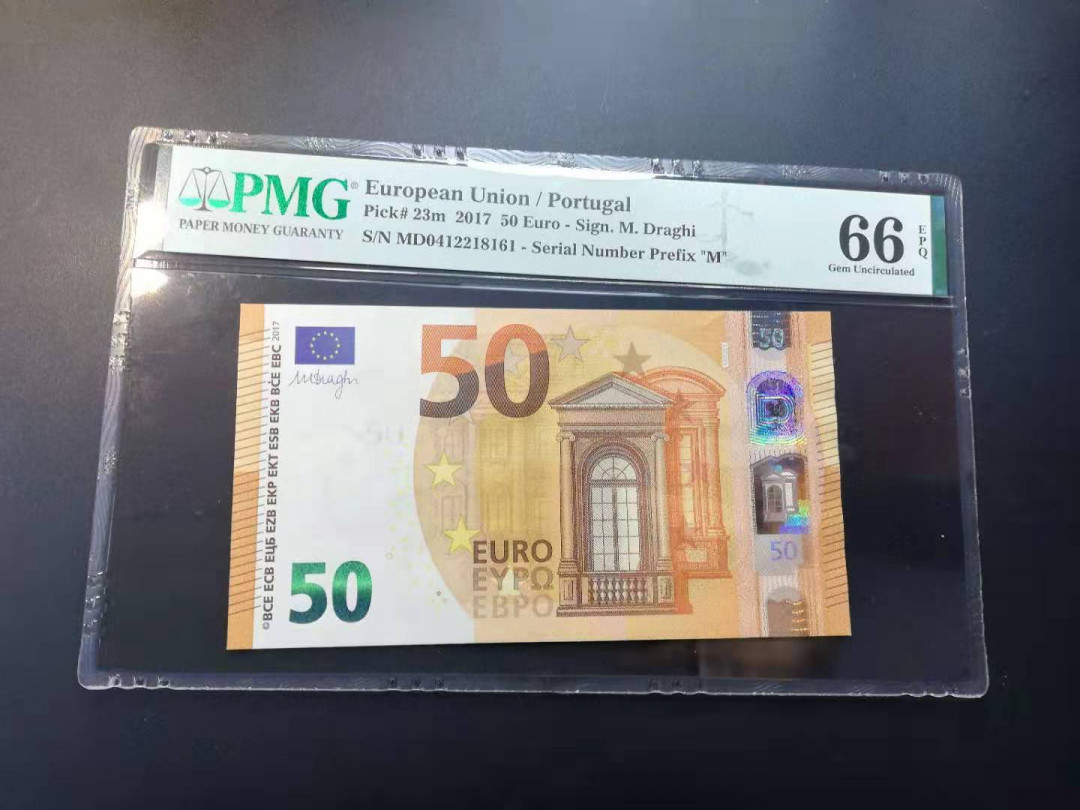 PMG®
PAPER MONEY GUARANTY
European Union / Portugal
Pick# 23m 2017 50 Euro - Sign. M. Draghi
S/N MD0412218161 - Serial Number Prefix "M"
66
EPQ
Gem Uncirculated
©BCE ECB ЕЦБ EZB EKP EKT ESB EKB BĊE EBC 2017
MDraghi
50
50
EURO
ΕΥΡΩ
ЕВРО
50
50